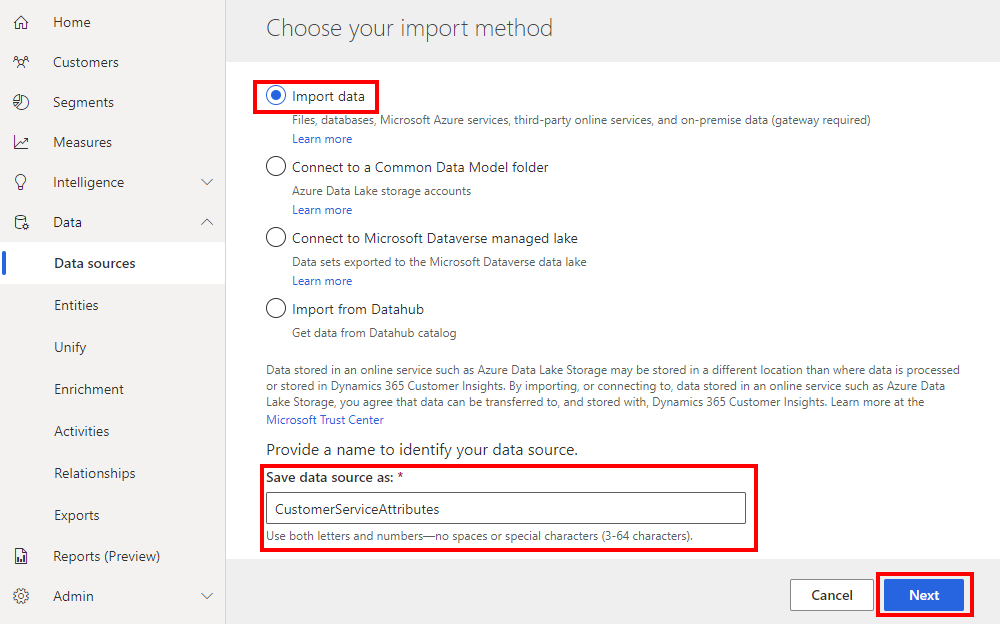 Home
Customers
Segments
Measures
Intelligence
Data
Data sources
Entities
Unify
Enrichment
Activities
Relationships
Exports
Reports (Preview)
Admin
Choose your import method
Import data
Files, databases, Microsoft Azure services, third-party online services, and on-premise data (gateway required)
Learn more
Connect to a Common Data Model folder
Azure Data Lake storage accounts
Learn more
Connect to Microsoft Dataverse managed lake
Data sets exported to the Microsoft Dataverse data lake
Learn more
Import from Datahub
Get data from Datahub catalog
Data stored in an online service such as Azure Data Lake Storage may be stored in a different location than where data is processed
or stored in Dynamics 365 Customer Insights. By importing, or connecting to, data stored in an online service such as Azure Data
Lake Storage, you agree that data can be transferred to, and stored with, Dynamics 365 Customer Insights. Learn more at the
Microsoft Trust Center
Provide a name to identify your data source.
Save data source as: *
CustomerServiceAttributes
Use both letters and numbers—no spaces or special characters (3-64 characters).
Cancel
Next